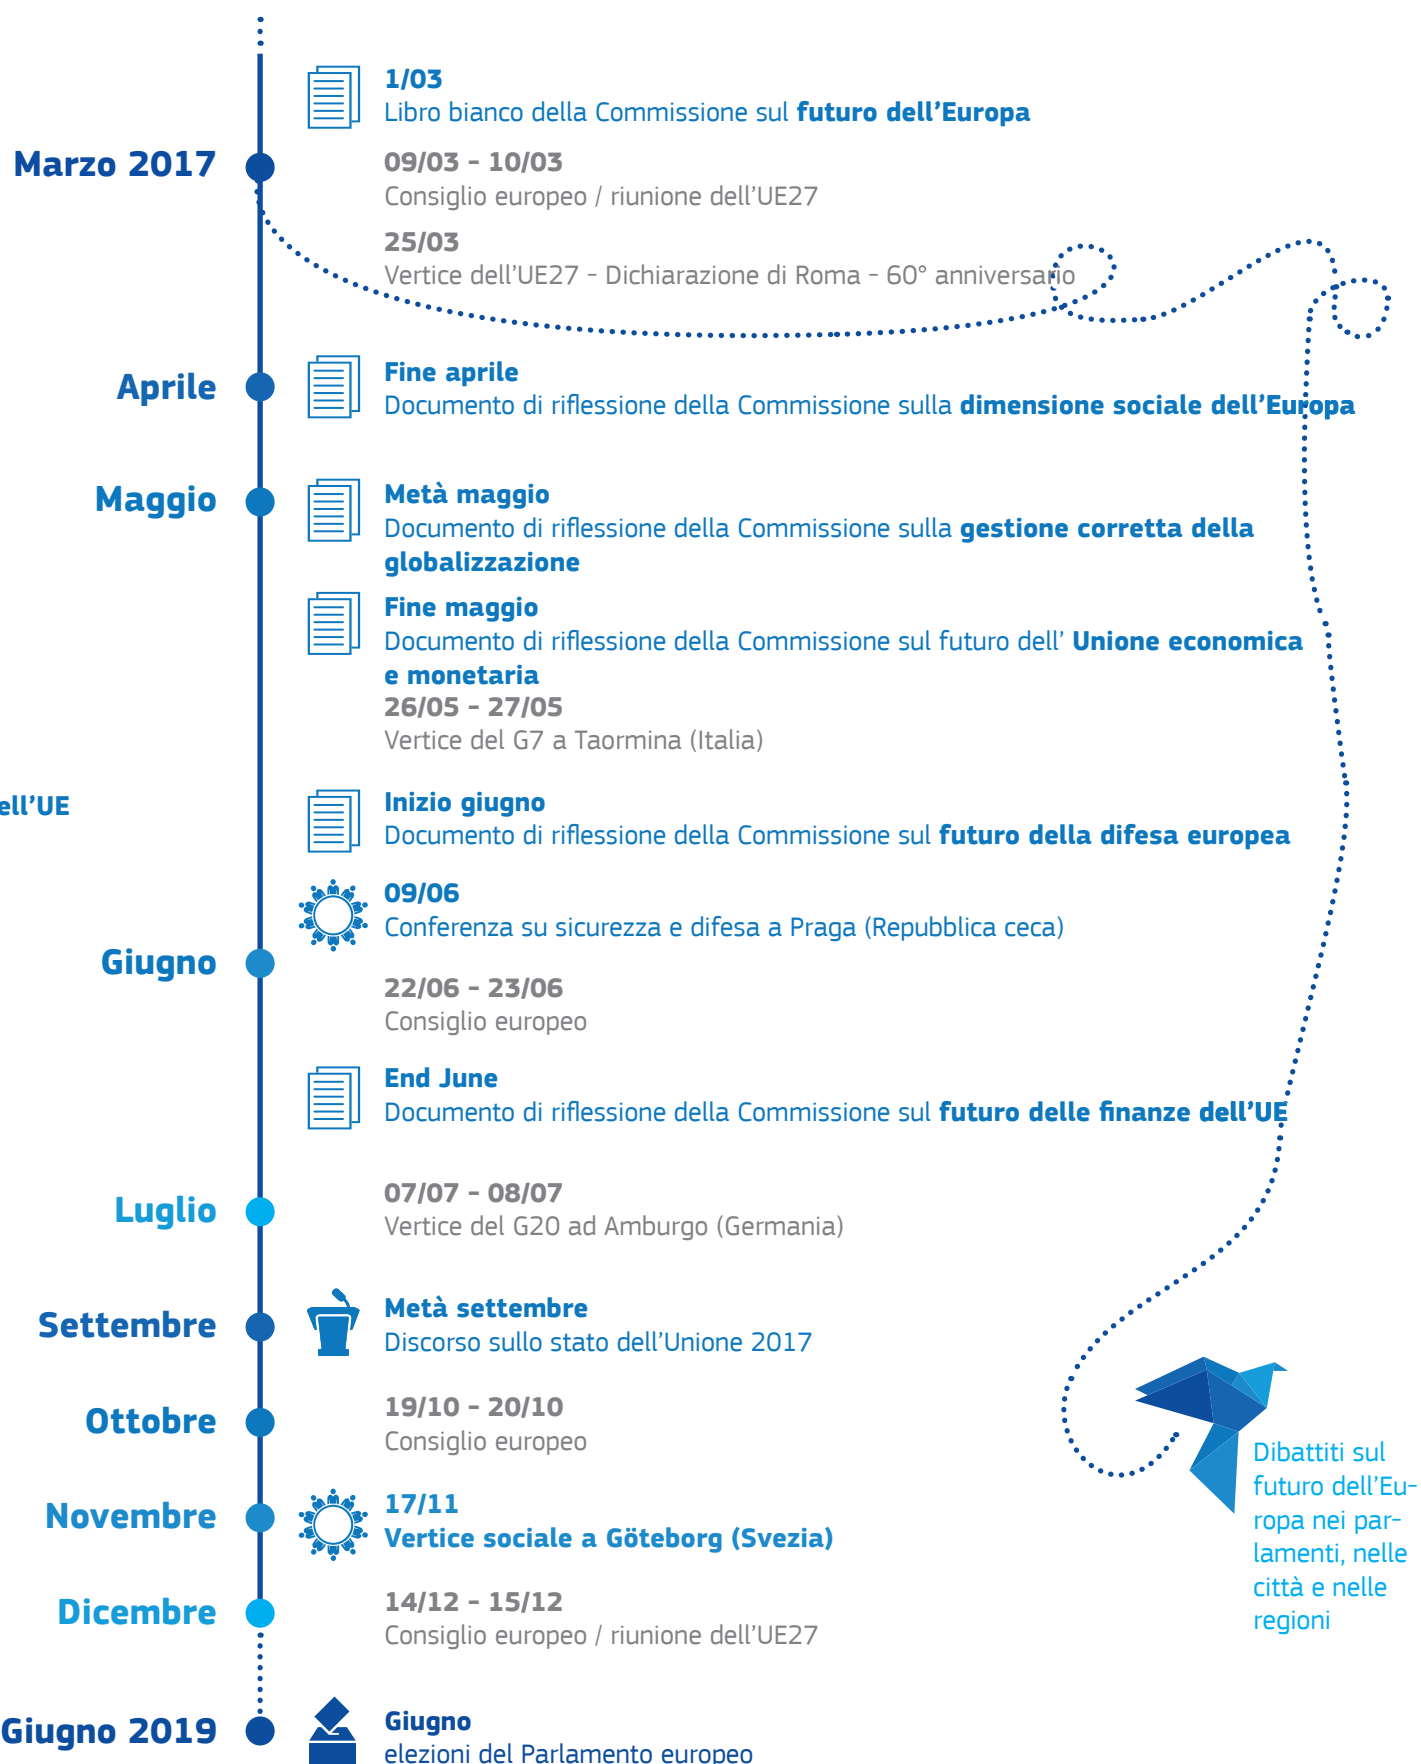 Marzo 2017
1/03
Libro bianco della Commissione sul futuro dell'Europa
09/03 - 10/03
Consiglio europeo / riunione dell'UE27
25/03
Vertice dell'UE27 - Dichiarazione di Roma - 60° anniversario
Aprile
Fine aprile
Documento di riflessione della Commissione sulla dimensione sociale dell'Europa
Maggio
Metà maggio
Documento di riflessione della Commissione sulla gestione corretta della
globalizzazione
Fine maggio
Documento di riflessione della Commissione sul futuro dell' Unione economica
e monetaria
26/05 - 27/05
Vertice del G7 a Taormina (Italia)
ell'UE
Inizio giugno
Documento di riflessione della Commissione sul futuro della difesa europea
Giugno
09/06
Conferenza su sicurezza e difesa a Praga (Repubblica ceca)
22/06 - 23/06
Consiglio europeo
End June
Documento di riflessione della Commissione sul futuro delle finanze dell'UE
Luglio
07/07 - 08/07
Vertice del G20 ad Amburgo (Germania)
Settembre
Metà settembre
Discorso sullo stato dell'Unione 2017
Ottobre
19/10 - 20/10
Consiglio europeo
Novembre
17/11
Vertice sociale a Göteborg (Svezia)
Dicembre
14/12 - 15/12
Consiglio europeo / riunione dell'UE27
Dibattiti sul
futuro dell'Eu-
ropa nei par-
lamenti, nelle
città e nelle
regioni
Giugno 2019
Giugno
elezioni del Parlamento europeo